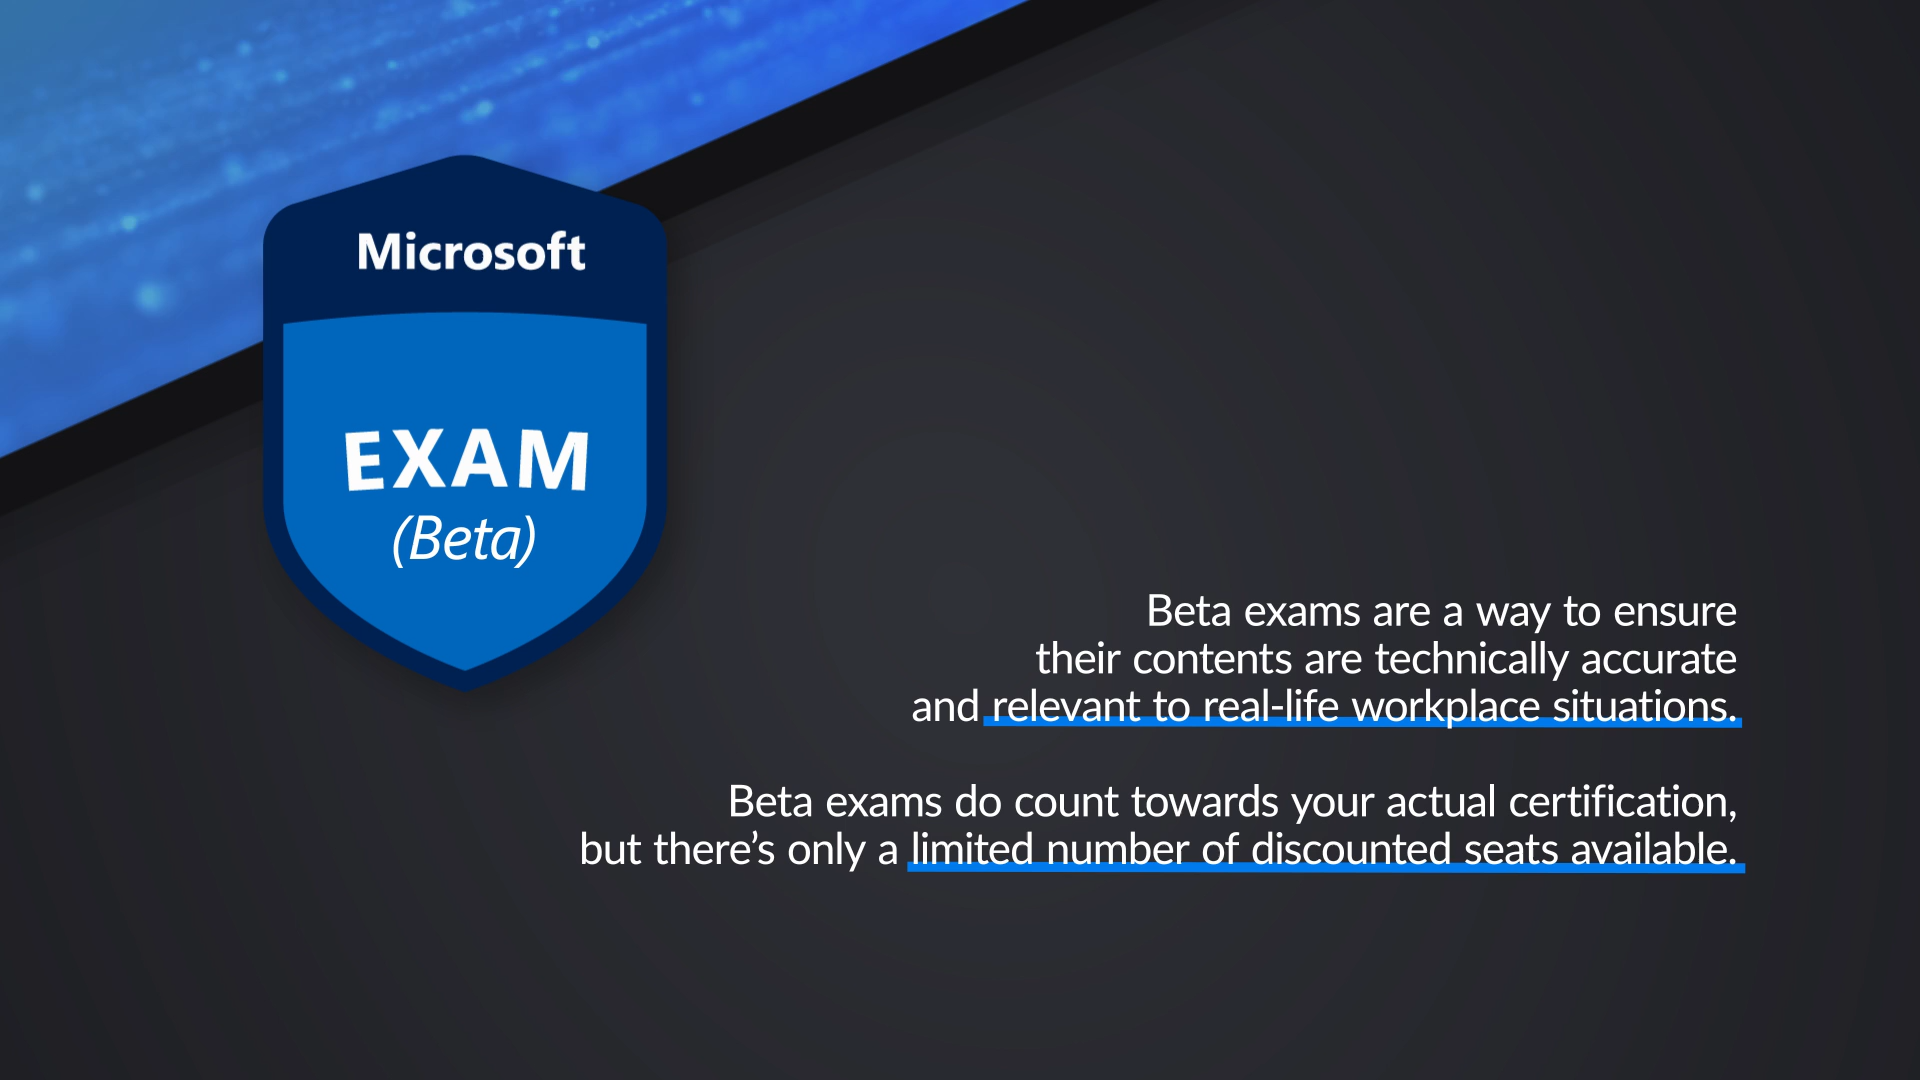 Microsoft
EXAM
(Beta)
Beta exams are a way to ensure
their contents are technically accurate
and relevant to real-life workplace situations.
Beta exams do count towards your actual certification,
but there’s only a limited number of discounted seats available.